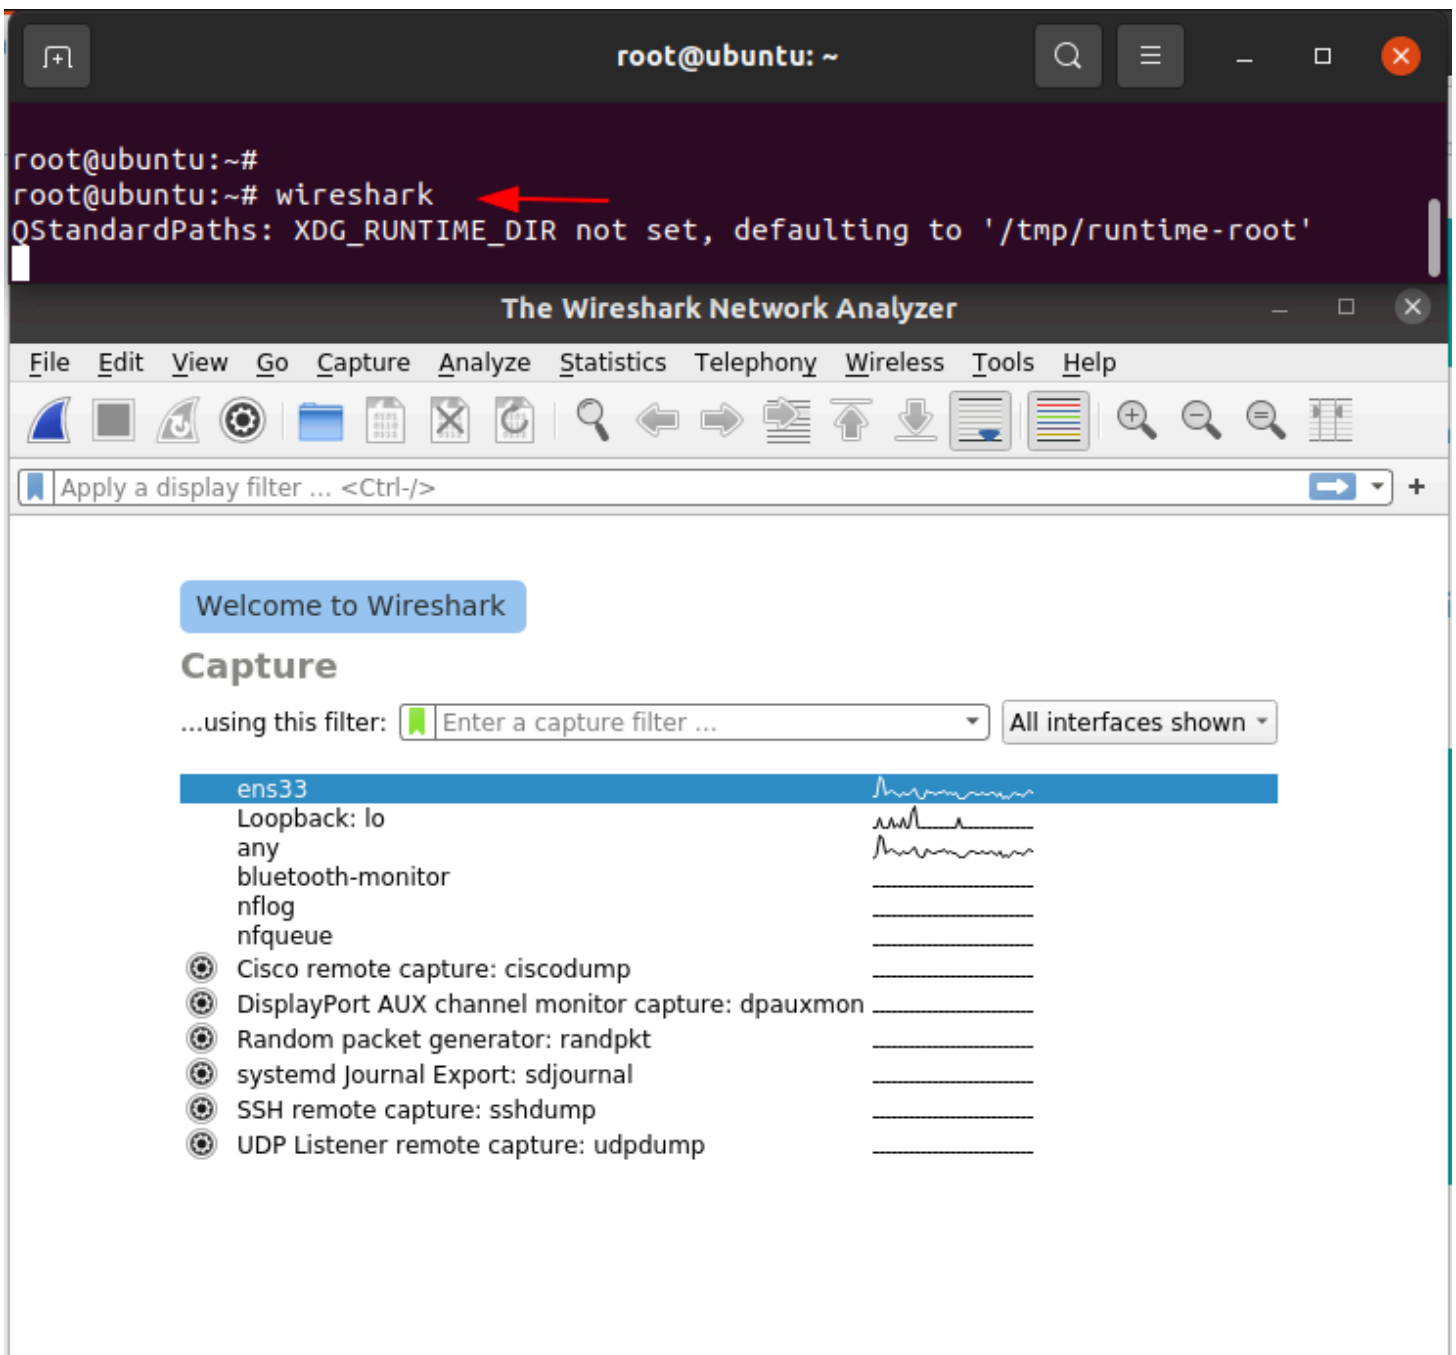 root@ubuntu: ~
root@ubuntu:~#
root@ubuntu:~# wireshark
QStandardPaths: XDG_RUNTIME_DIR not set, defaulting to '/tmp/runtime-root'
The Wireshark Network Analyzer
File Edit View Go Capture Analyze Statistics Telephony Wireless Tools Help
Apply a display filter ... <Ctrl-/>
Welcome to Wireshark
Capture
...using this filter: Enter a capture filter ... All interfaces shown
ens33
Loopback: lo
any
bluetooth-monitor
nflog
nfqueue
Cisco remote capture: ciscodump
DisplayPort AUX channel monitor capture: dpauxmon
Random packet generator: randpkt
systemd Journal Export: sdjournal
SSH remote capture: sshdump
UDP Listener remote capture: udpdump